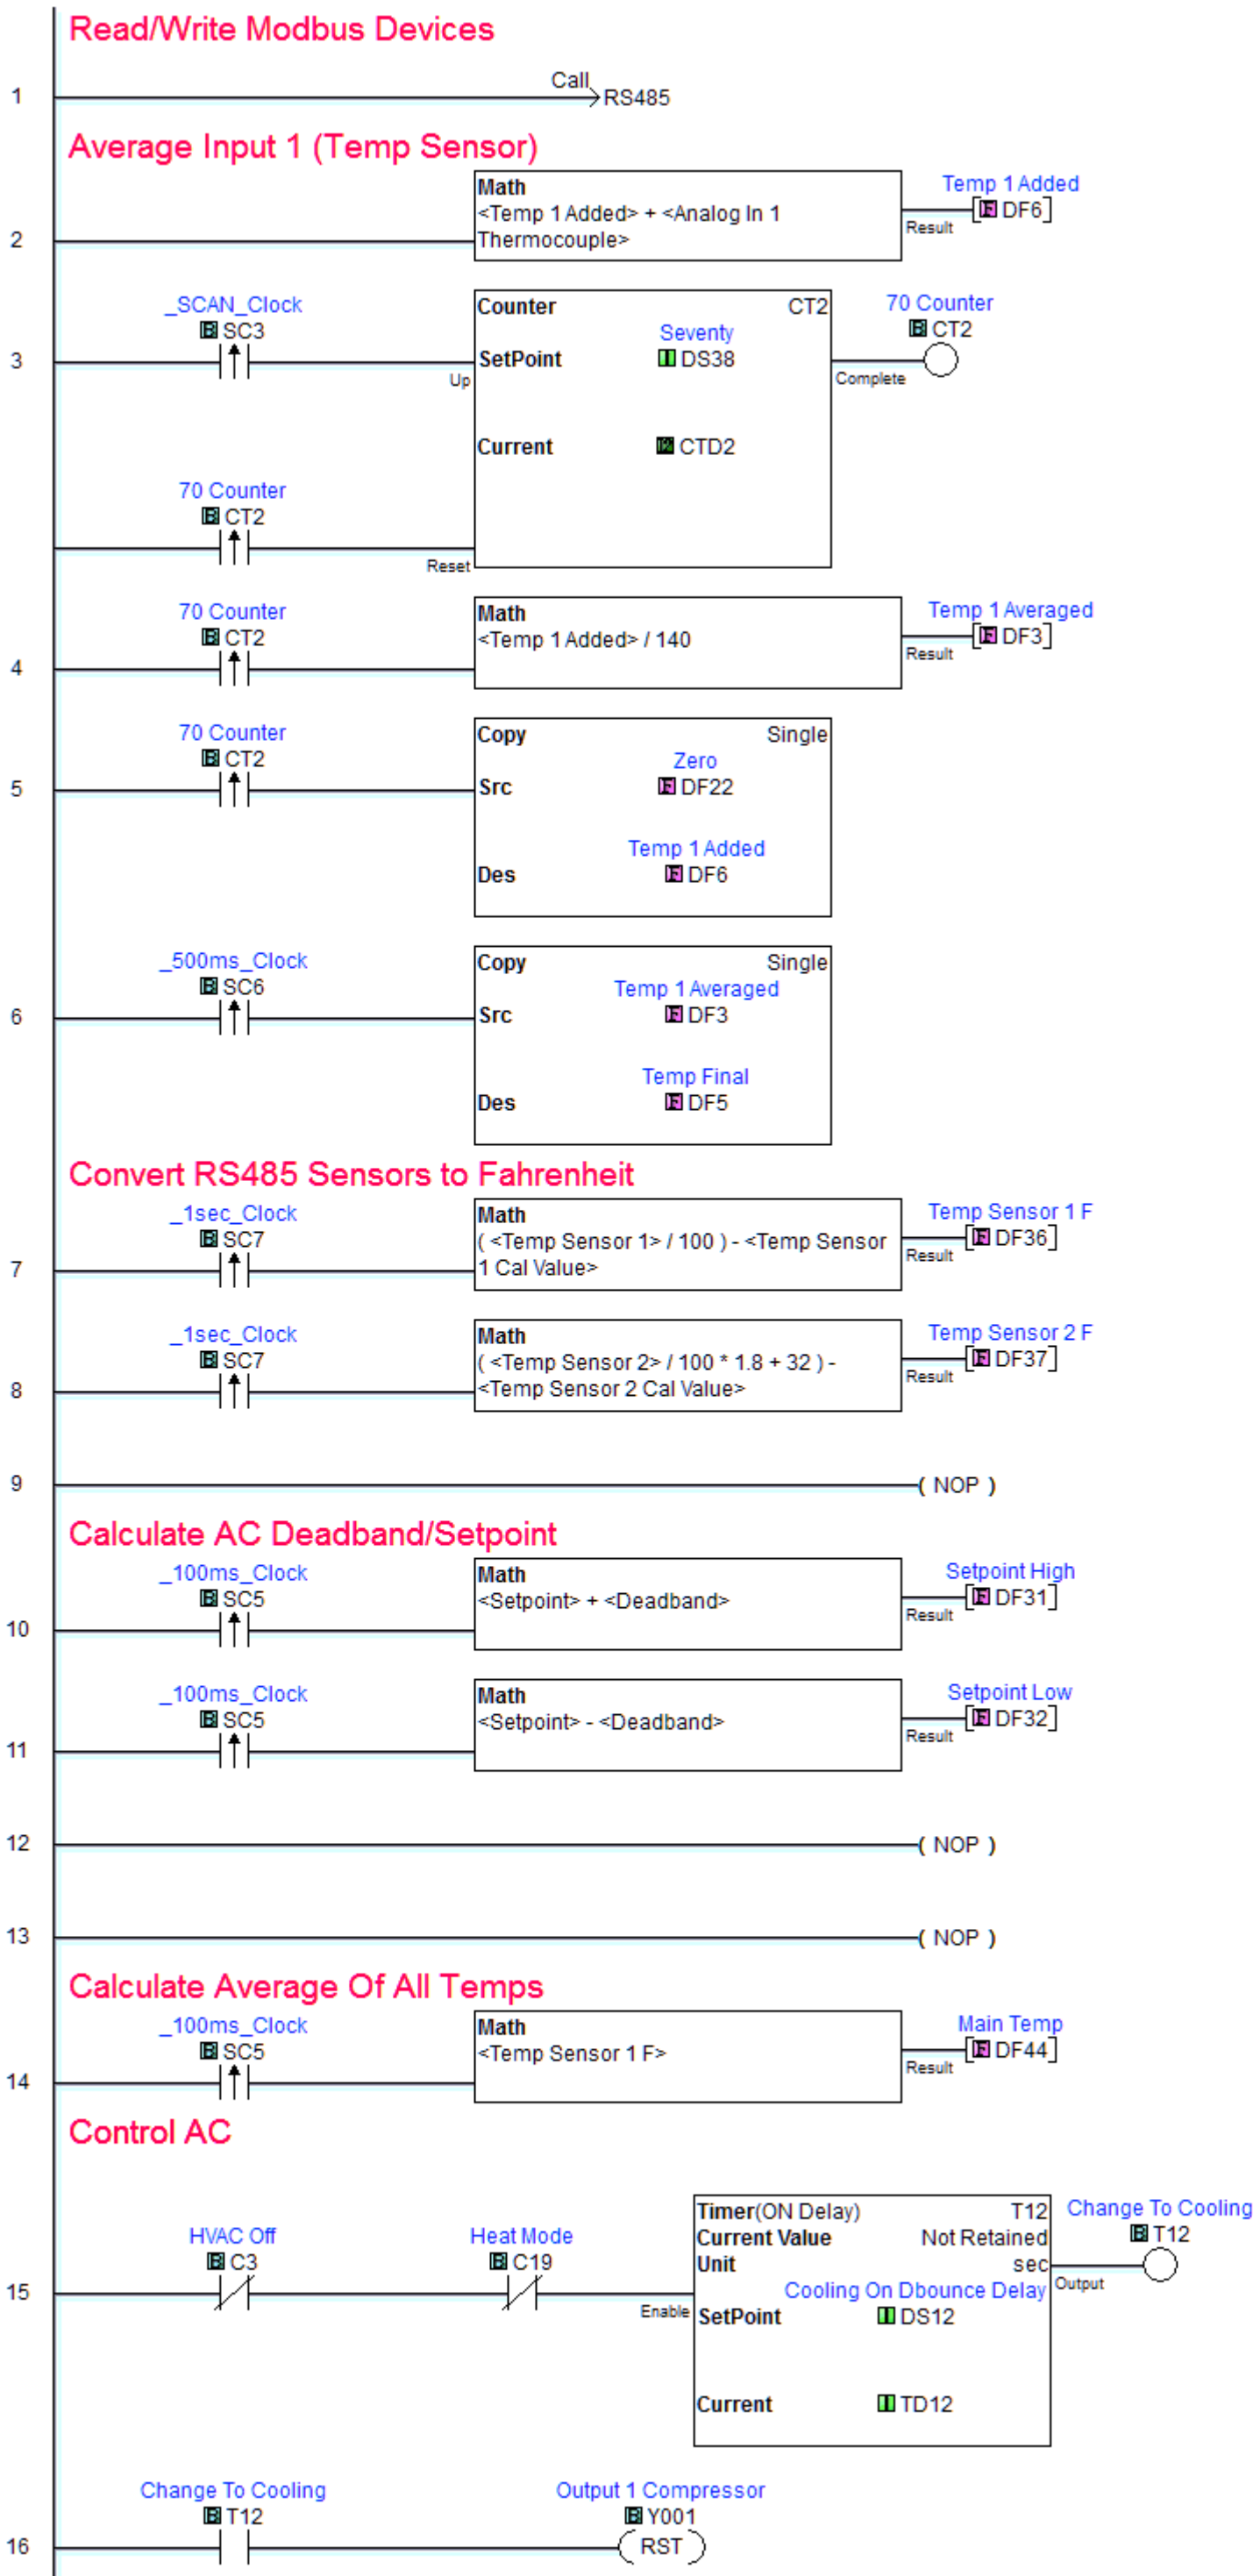 Read/Write Modbus Devices
1
Call
RS485
Average Input 1 (Temp Sensor)
2
Math
<Temp 1 Added> + <Analog In 1
Thermocouple>
Result
Temp 1 Added
F DF6
3
_SCAN_Clock
B SC3
Up
Counter CT2
Seventy
SetPoint DS38
Current CTD2
Complete
70 Counter
B CT2
70 Counter
B CT2
Reset
4
70 Counter
B CT2
Math
<Temp 1 Added> / 140
Result
Temp 1 Averaged
F DF3
5
70 Counter
B CT2
Copy Single
Zero
Src F DF22
Temp 1 Added
Des F DF6
6
_500ms_Clock
B SC6
Copy Single
Temp 1 Averaged
Src F DF3
Temp Final
Des F DF5
Convert RS485 Sensors to Fahrenheit
7
_1sec_Clock
B SC7
Math
( <Temp Sensor 1> / 100 ) - <Temp Sensor
1 Cal Value>
Result
Temp Sensor 1 F
F DF36
8
_1sec_Clock
B SC7
Math
( <Temp Sensor 2> / 100 * 1.8 + 32 ) -
<Temp Sensor 2 Cal Value>
Result
Temp Sensor 2 F
F DF37
9
( NOP )
Calculate AC Deadband/Setpoint
10
_100ms_Clock
B SC5
Math
<Setpoint> + <Deadband>
Result
Setpoint High
F DF31
11
_100ms_Clock
B SC5
Math
<Setpoint> - <Deadband>
Result
Setpoint Low
F DF32
12
( NOP )
13
( NOP )
Calculate Average Of All Temps
14
_100ms_Clock
B SC5
Math
<Temp Sensor 1 F>
Result
Main Temp
F DF44
Control AC
15
HVAC Off
B C3
Heat Mode
B C19
Enable
Timer(ON Delay) T12
Current Value Not Retained
Unit sec
Cooling On Dbounce Delay
SetPoint I DS12
Current I TD12
Output
Change To Cooling
B T12
16
Change To Cooling
B T12
Output 1 Compressor
B Y001
( RST )